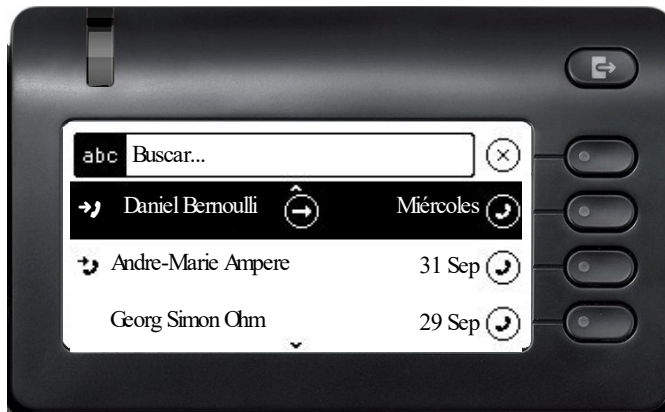 abc Buscar...
Daniel Bernoulli Miércoles
Andre-Marie Ampere 31 Sep
Georg Simon Ohm 29 Sep